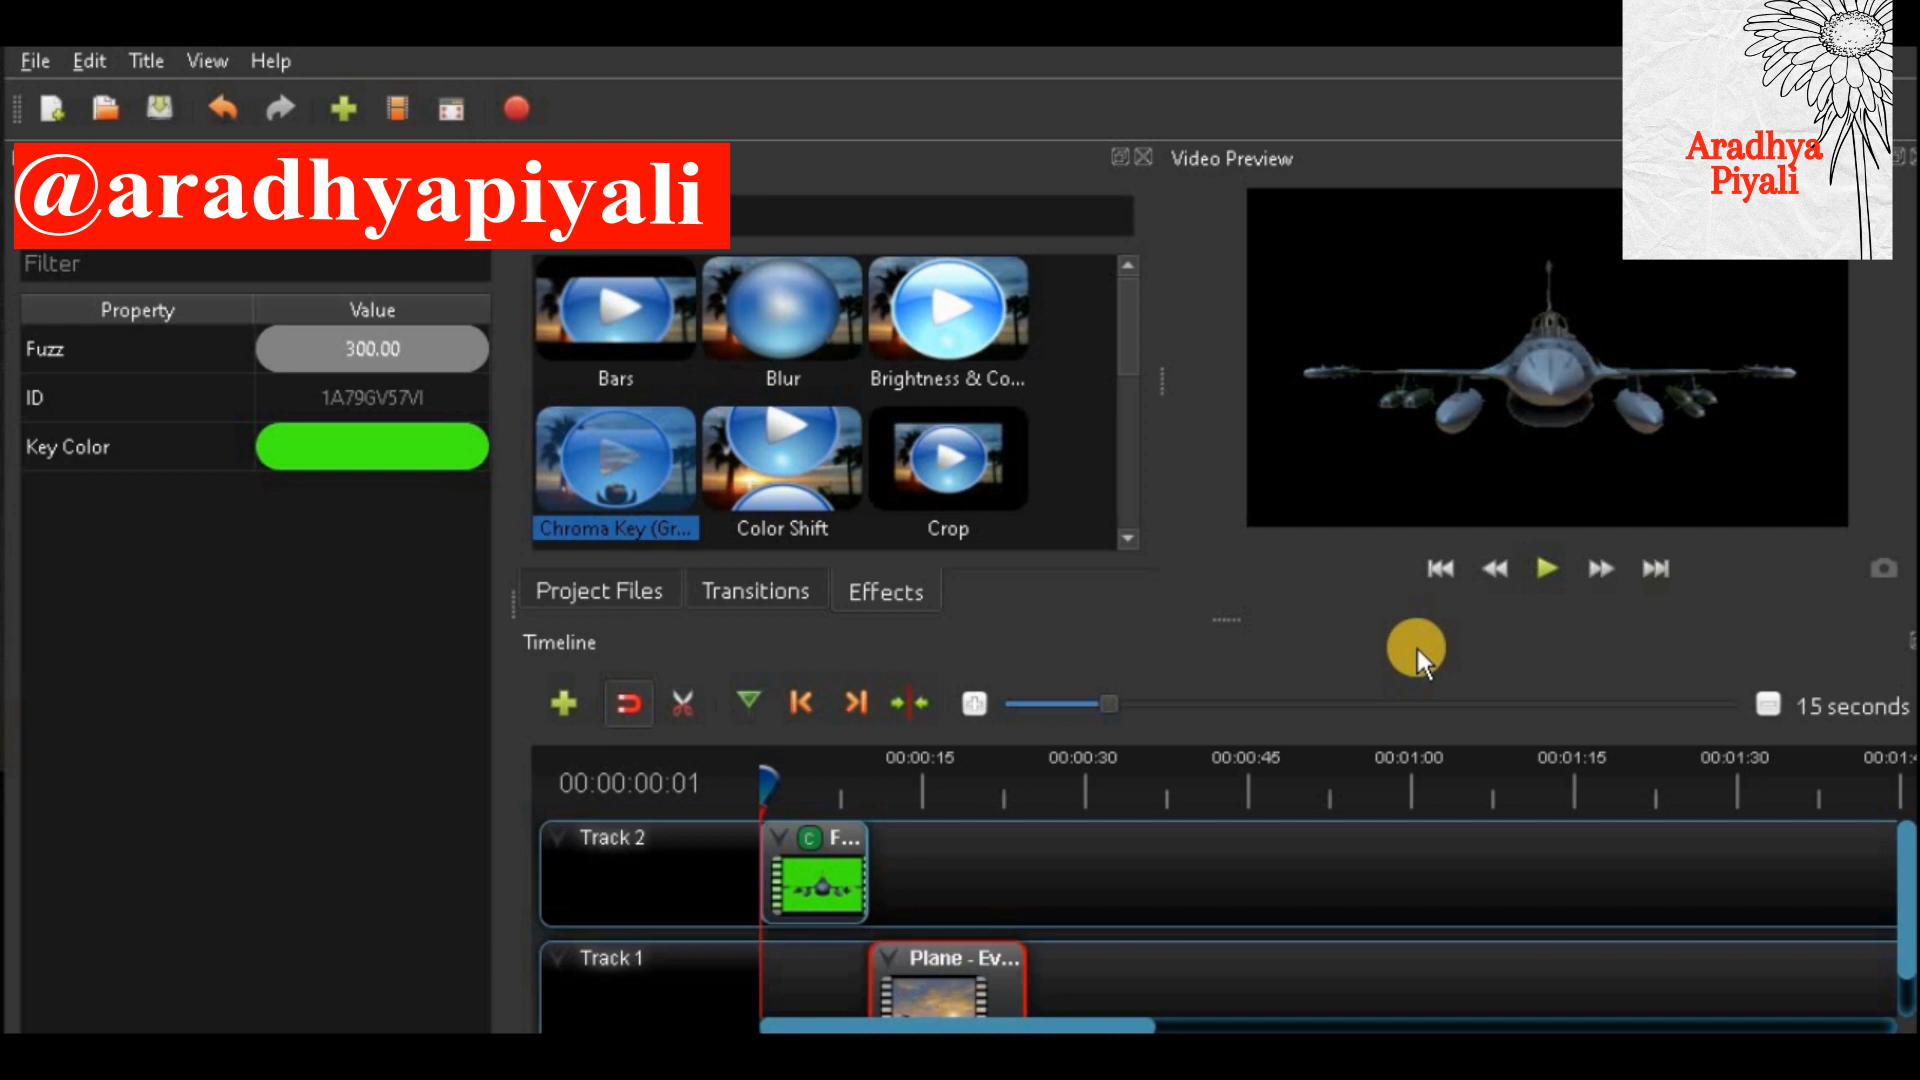 File Edit Title View Help
Aradhya
Piyali
@aradhyapiyali
Video Preview
Filter
Property Value
Fuzz 300.00
ID 1A79GV57VI
Key Color
Bars Blur Brightness & Co...
Chroma Key (Gr... Color Shift Crop
Project Files Transitions Effects
Timeline
15 seconds
00:00:15 00:00:30 00:00:45 00:01:00 00:01:15 00:01:30
00:00:00:01
Track 2 C F...
Track 1 Plane - Ev...